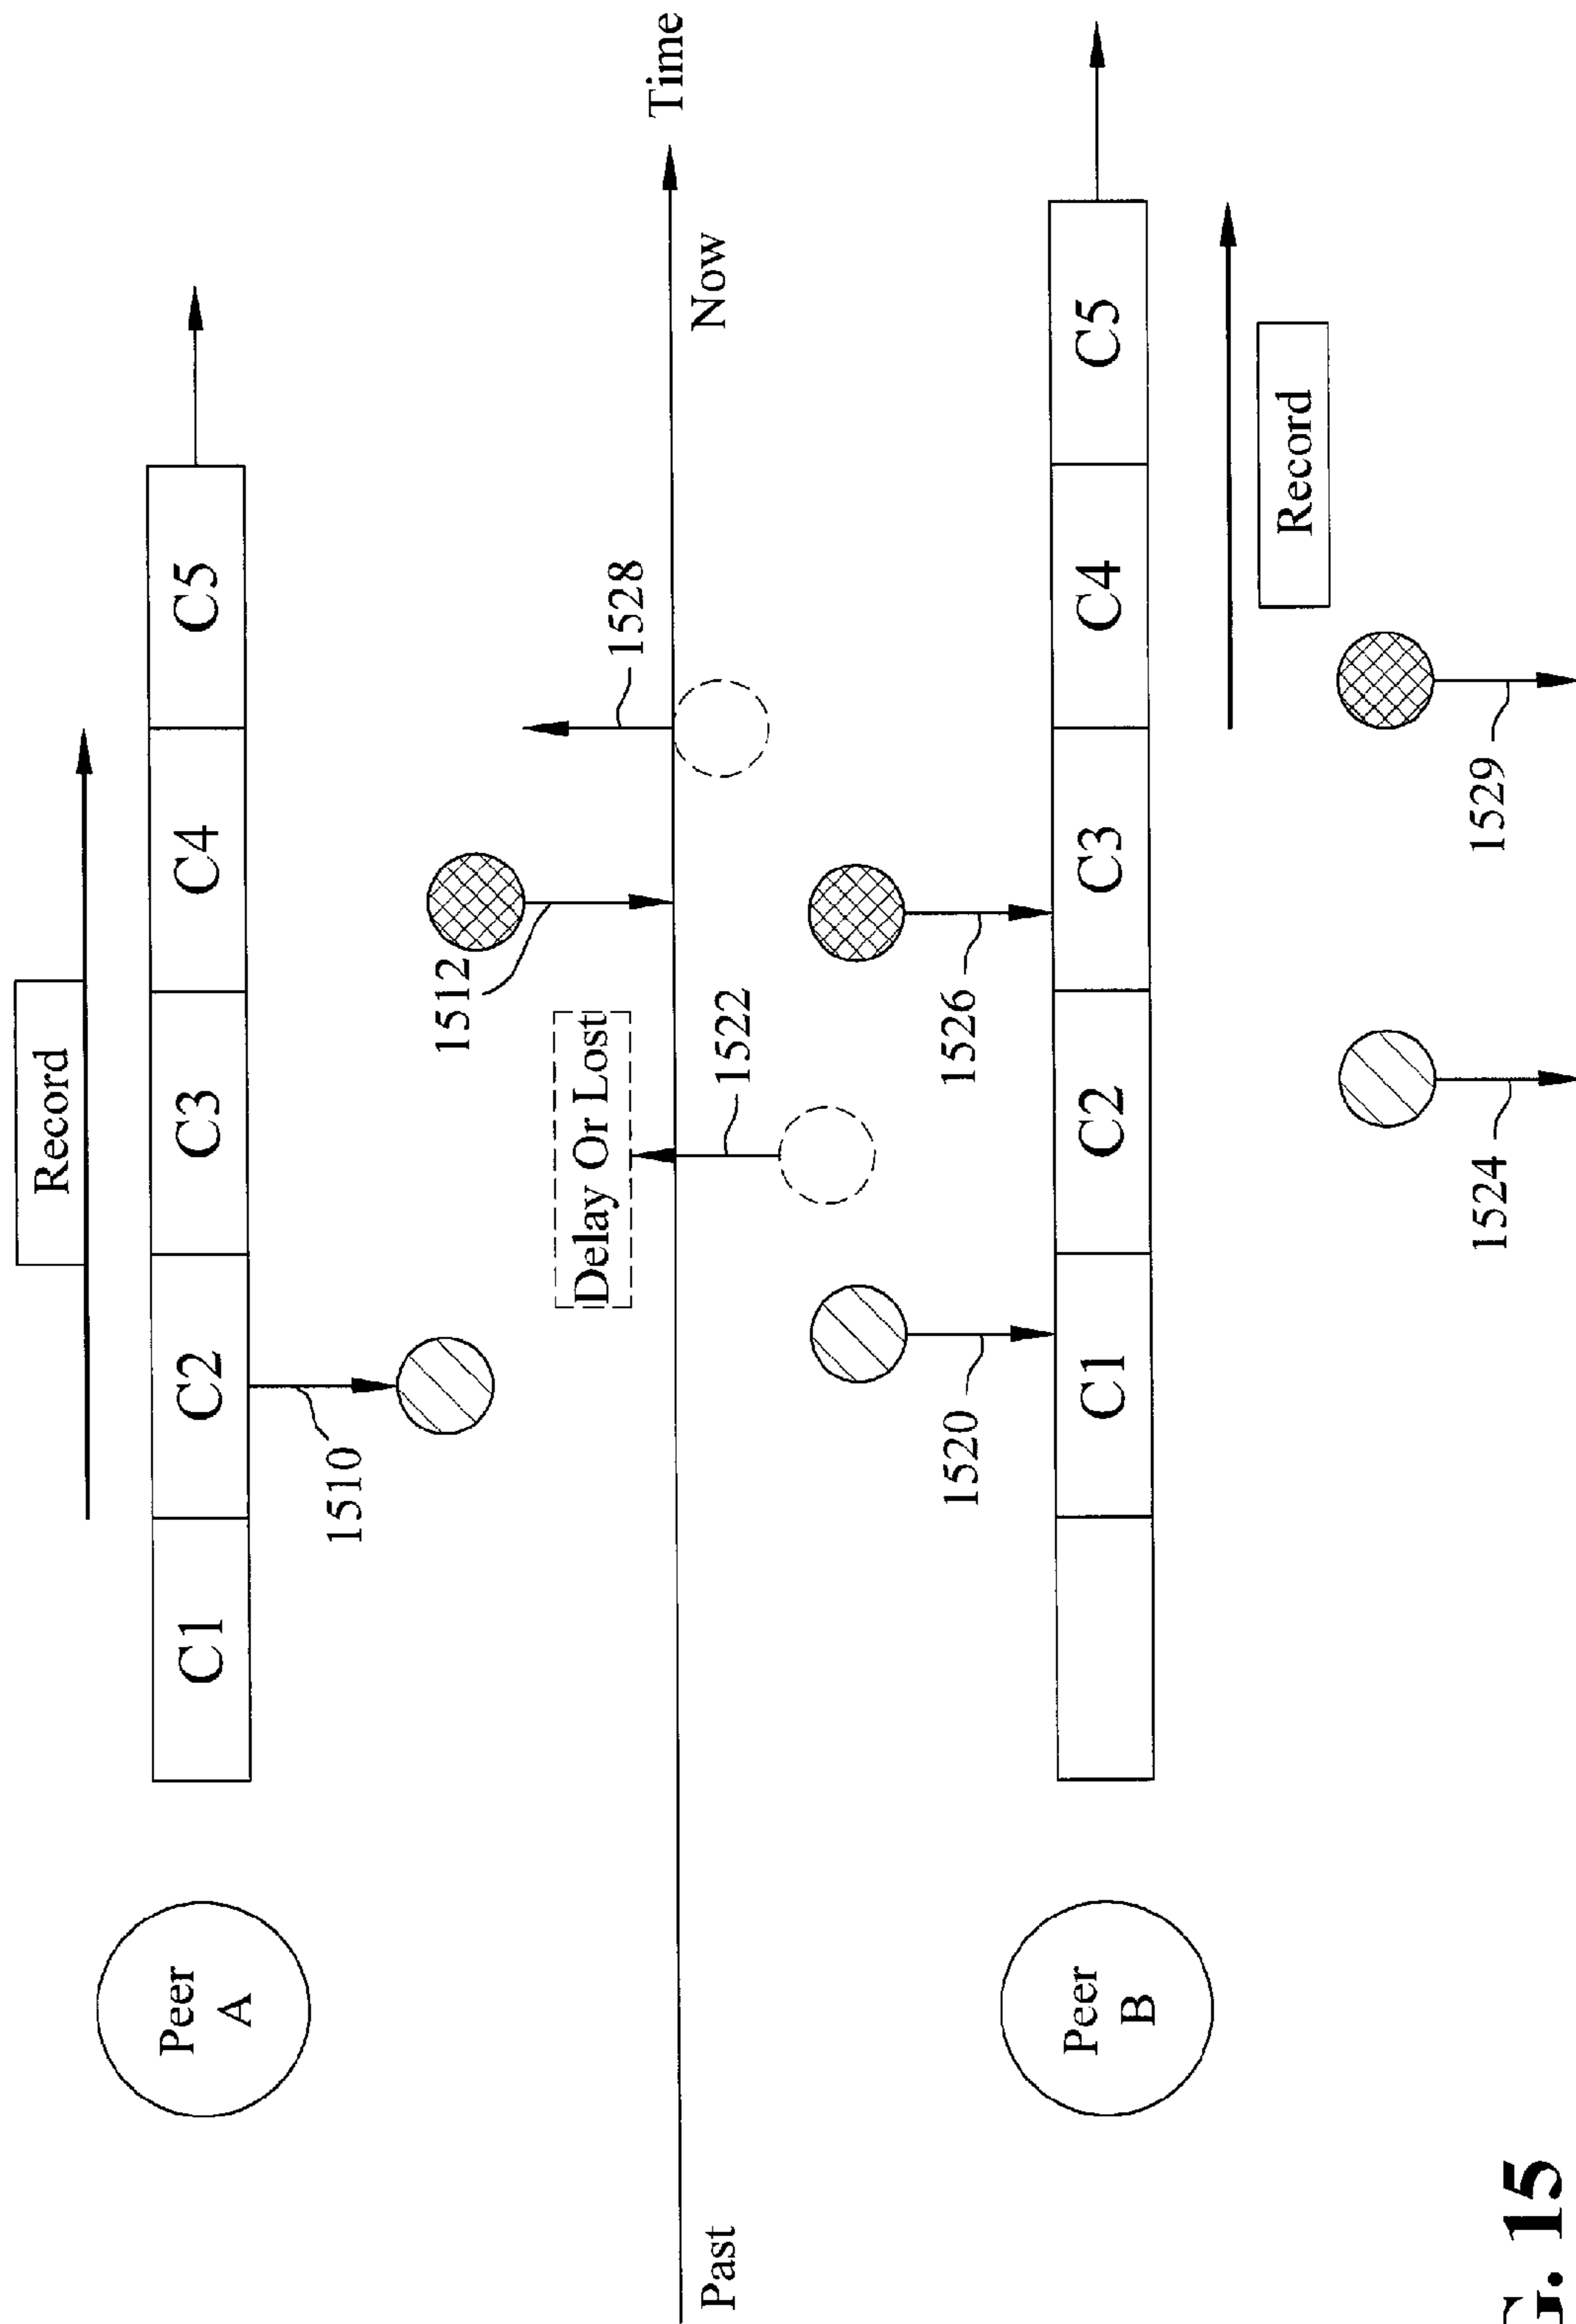 Record
Peer
A
C1 C2 C3 C4 C5
1510
1512
Delay Or Lost
1528
Time
Past
1522
Now
1520
1526
Peer
B
C1 C2 C3 C4 C5
Record
1524
1529
15